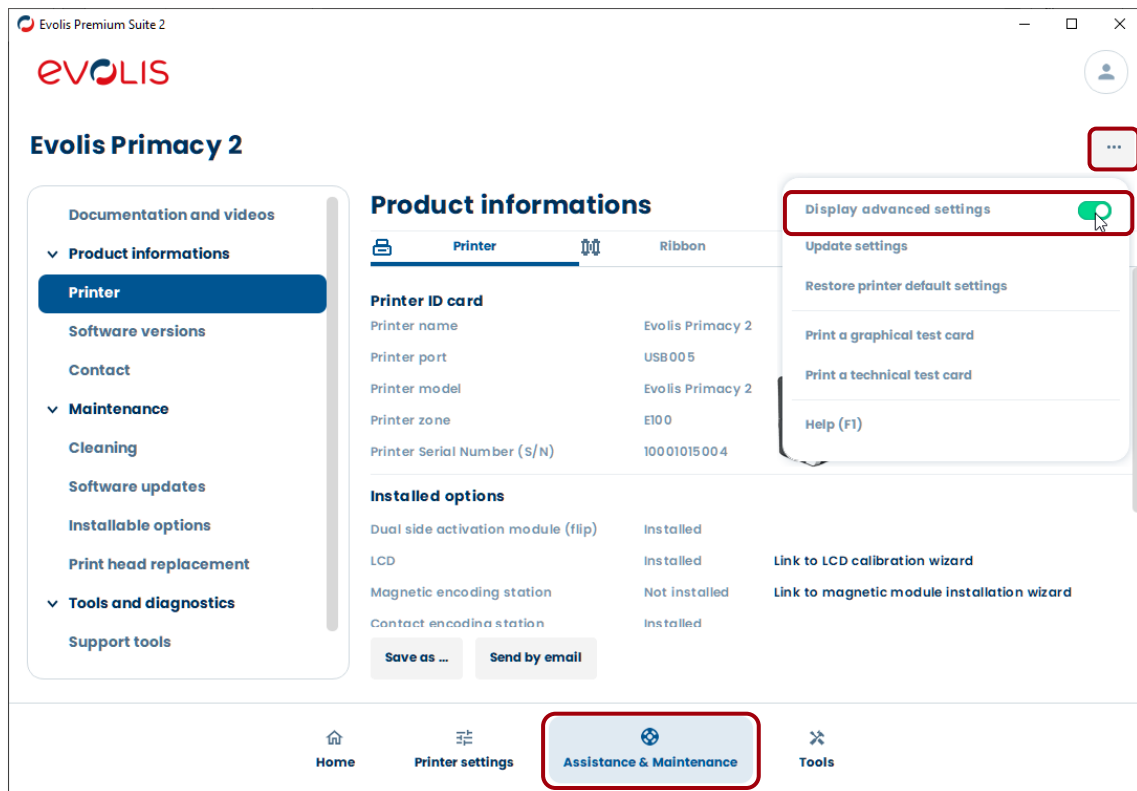 Evolis Premium Suite 2
evolis
Evolis Primacy 2
...
Documentation and videos
Product informations
Printer
Software versions
Contact
Maintenance
Cleaning
Software updates
Installable options
Print head replacement
Tools and diagnostics
Support tools
Product informations
Printer
Ribbon
Printer ID card
Printer name Evolis Primacy 2
Printer port USB005
Printer model Evolis Primacy 2
Printer zone E100
Printer Serial Number (S/N) 10001015004
Installed options
Dual side activation module (flip) Installed
LCD Installed Link to LCD calibration wizard
Magnetic encoding station Not installed Link to magnetic module installation wizard
Contact encoding station Installed
Save as ... Send by email
Display advanced settings
Update settings
Restore printer default settings
Print a graphical test card
Print a technical test card
Help (F1)
Home Printer settings Assistance & Maintenance Tools